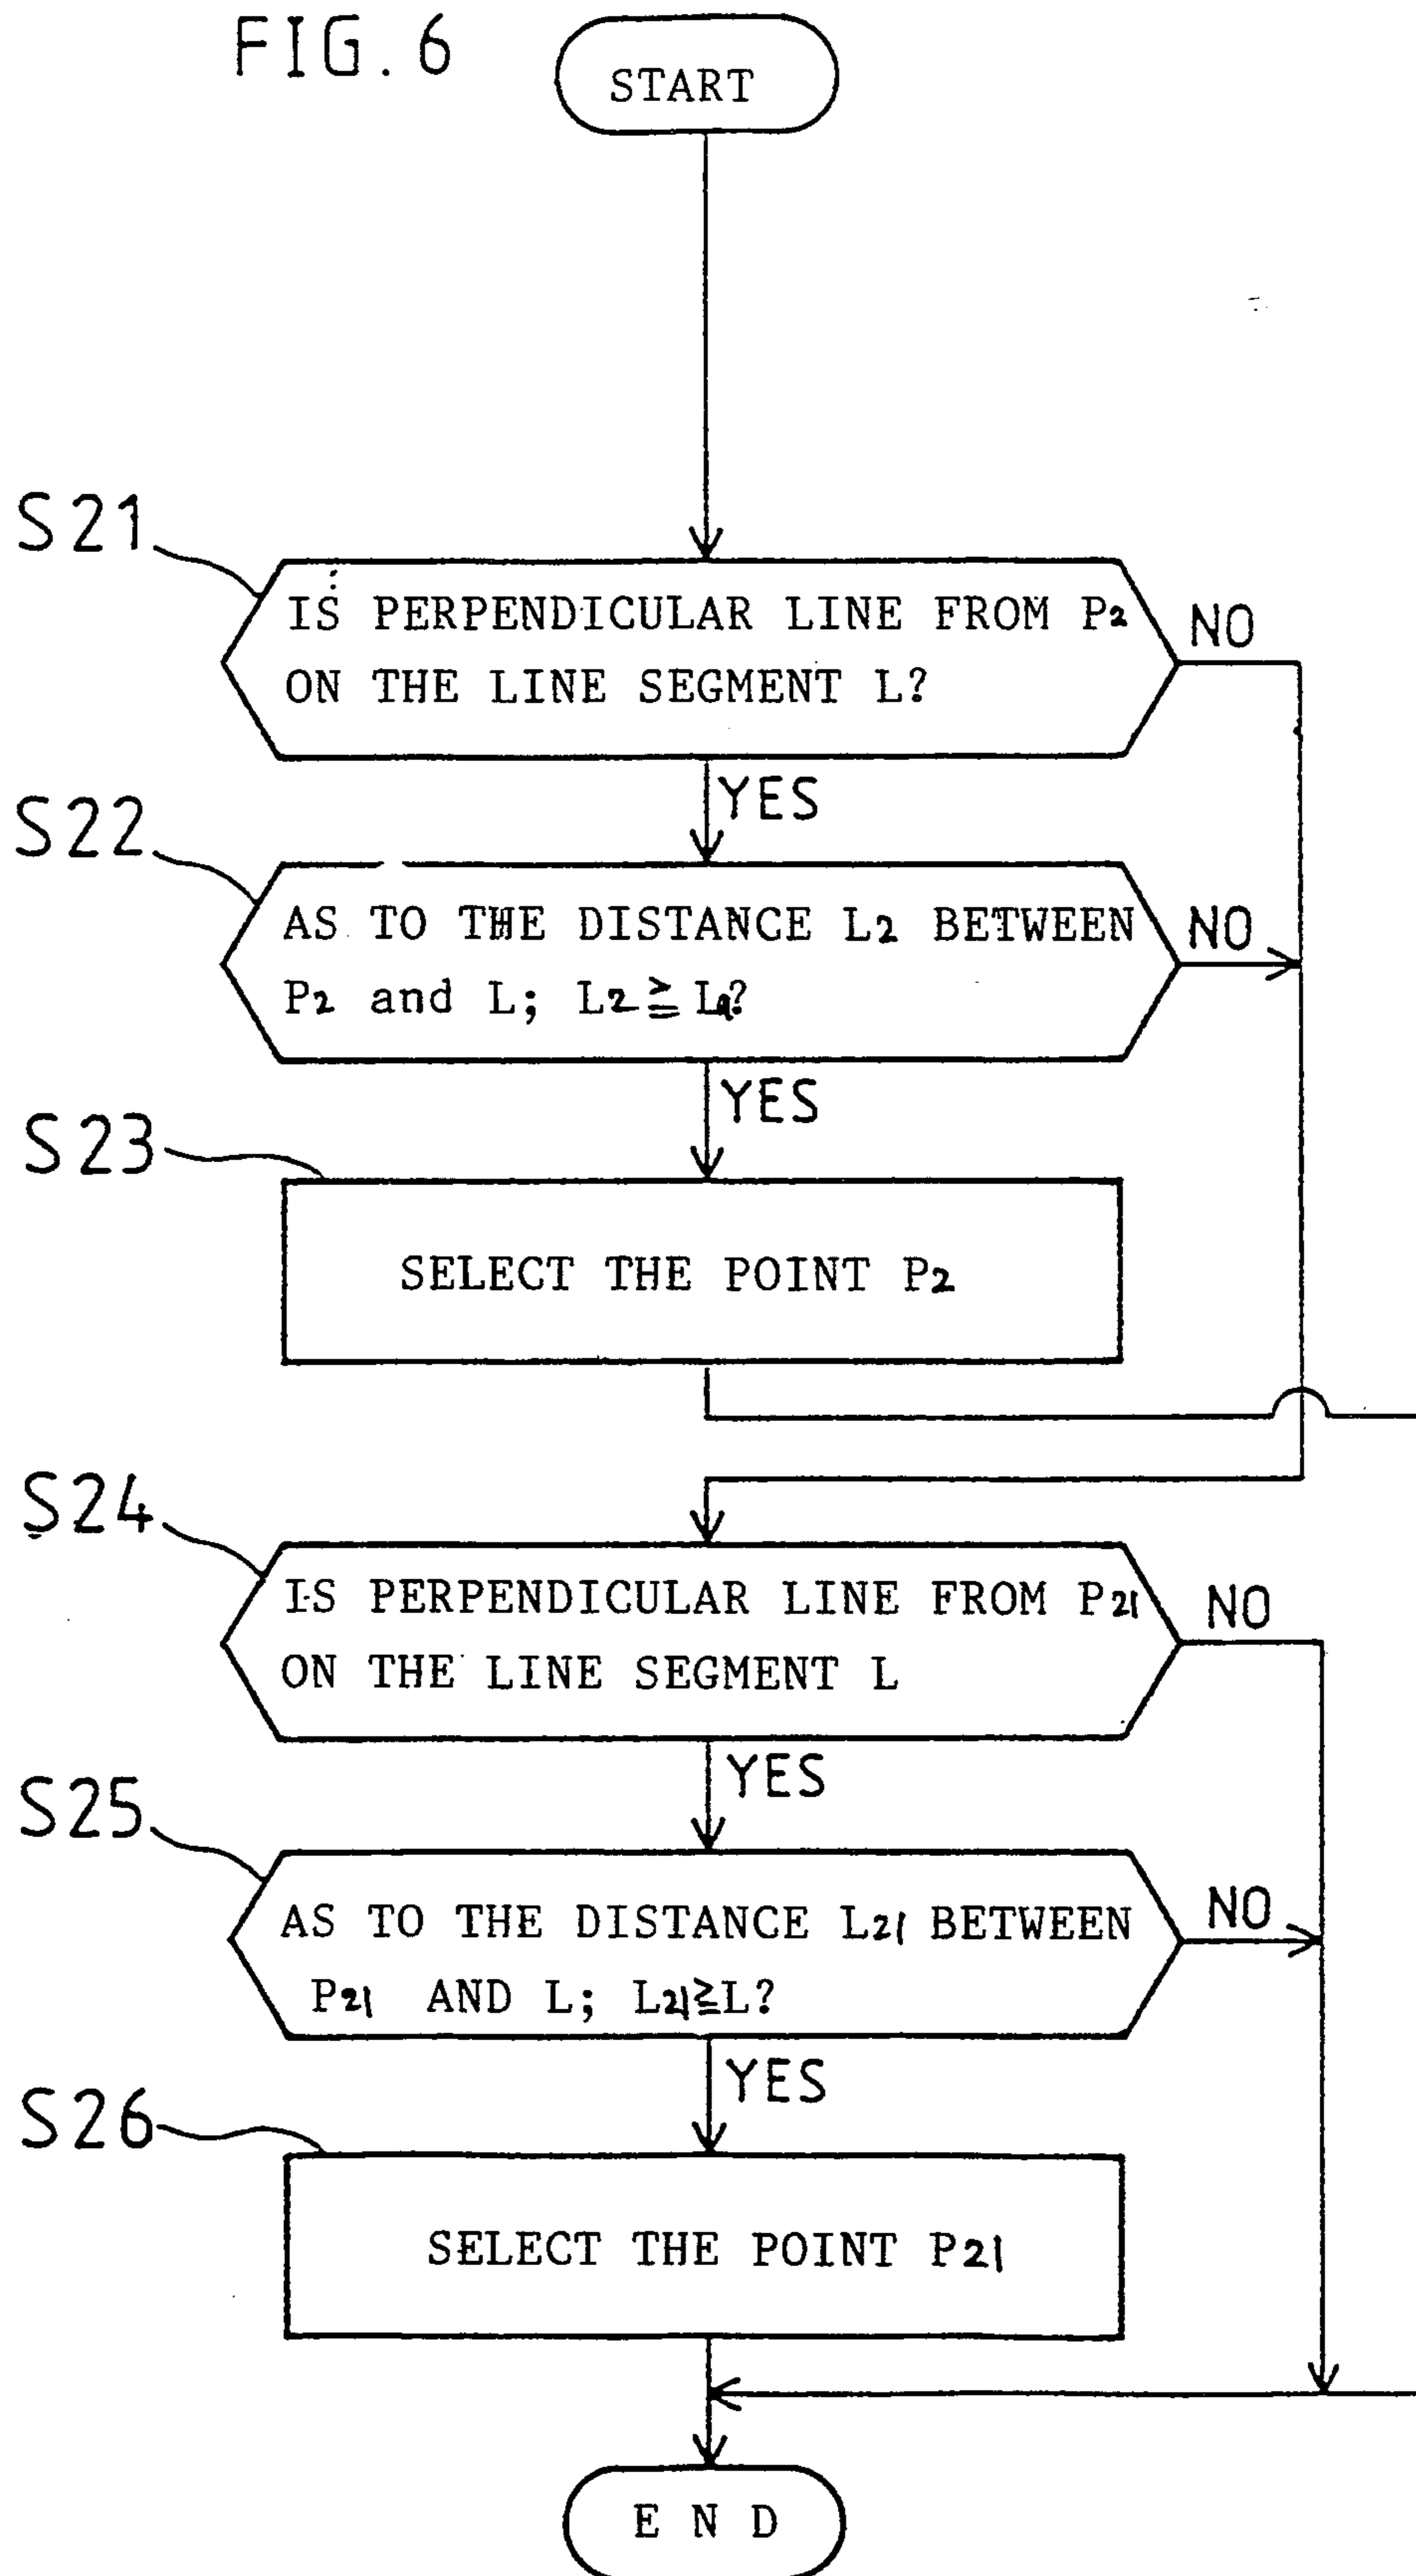 FIG. 6
START
S21
IS PERPENDICULAR LINE FROM P2
ON THE LINE SEGMENT L?
NO
YES
S22
AS TO THE DISTANCE L2 BETWEEN
P2 and L; L2 ≧ La?
NO
YES
S23
SELECT THE POINT P2
S24
IS PERPENDICULAR LINE FROM P21
ON THE LINE SEGMENT L
NO
YES
S25
AS TO THE DISTANCE L21 BETWEEN
P21 AND L; L21≧L?
NO
YES
S26
SELECT THE POINT P21
END